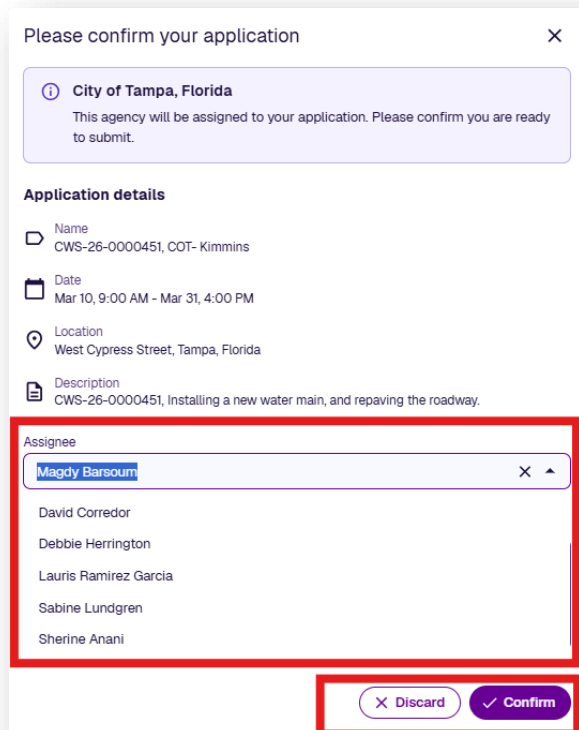 Please confirm your application
City of Tampa, Florida
This agency will be assigned to your application. Please confirm you are ready
to submit.
Application details
Name
CWS-26-0000451, COT- Kimmins
Date
Mar 10, 9:00 AM - Mar 31, 4:00 PM
Location
West Cypress Street, Tampa, Florida
Description
CWS-26-0000451, Installing a new water main, and repaving the roadway.
Assignee
Magdy Barsoum
David Corredor
Debbie Herrington
Lauris Ramirez Garcia
Sabine Lundgren
Sherine Anani
Discard
Confirm